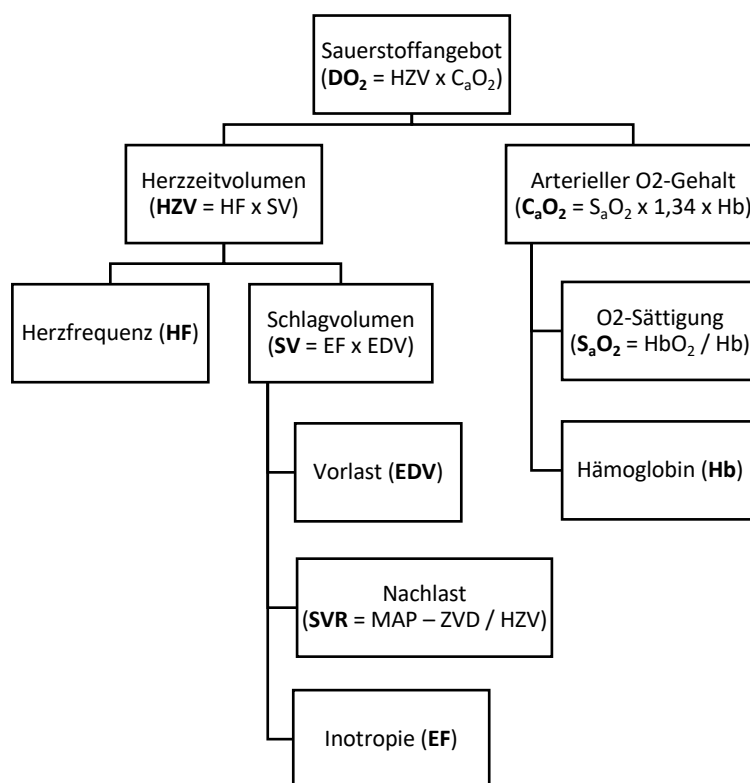 Sauerstoffangebot
(DO₂ = HZV x CₐO₂)
Herzzeitvolumen
(HZV = HF x SV)
Arterieller O2-Gehalt
(CₐO₂ = SₐO₂ x 1,34 x Hb)
Herzfrequenz (HF)
Schlagvolumen
(SV = EF x EDV)
O2-Sättigung
(SₐO₂ = HbO₂ / Hb)
Vorlast (EDV)
Hämoglobin (Hb)
Nachlast
(SVR = MAP – ZVD / HZV)
Inotropie (EF)